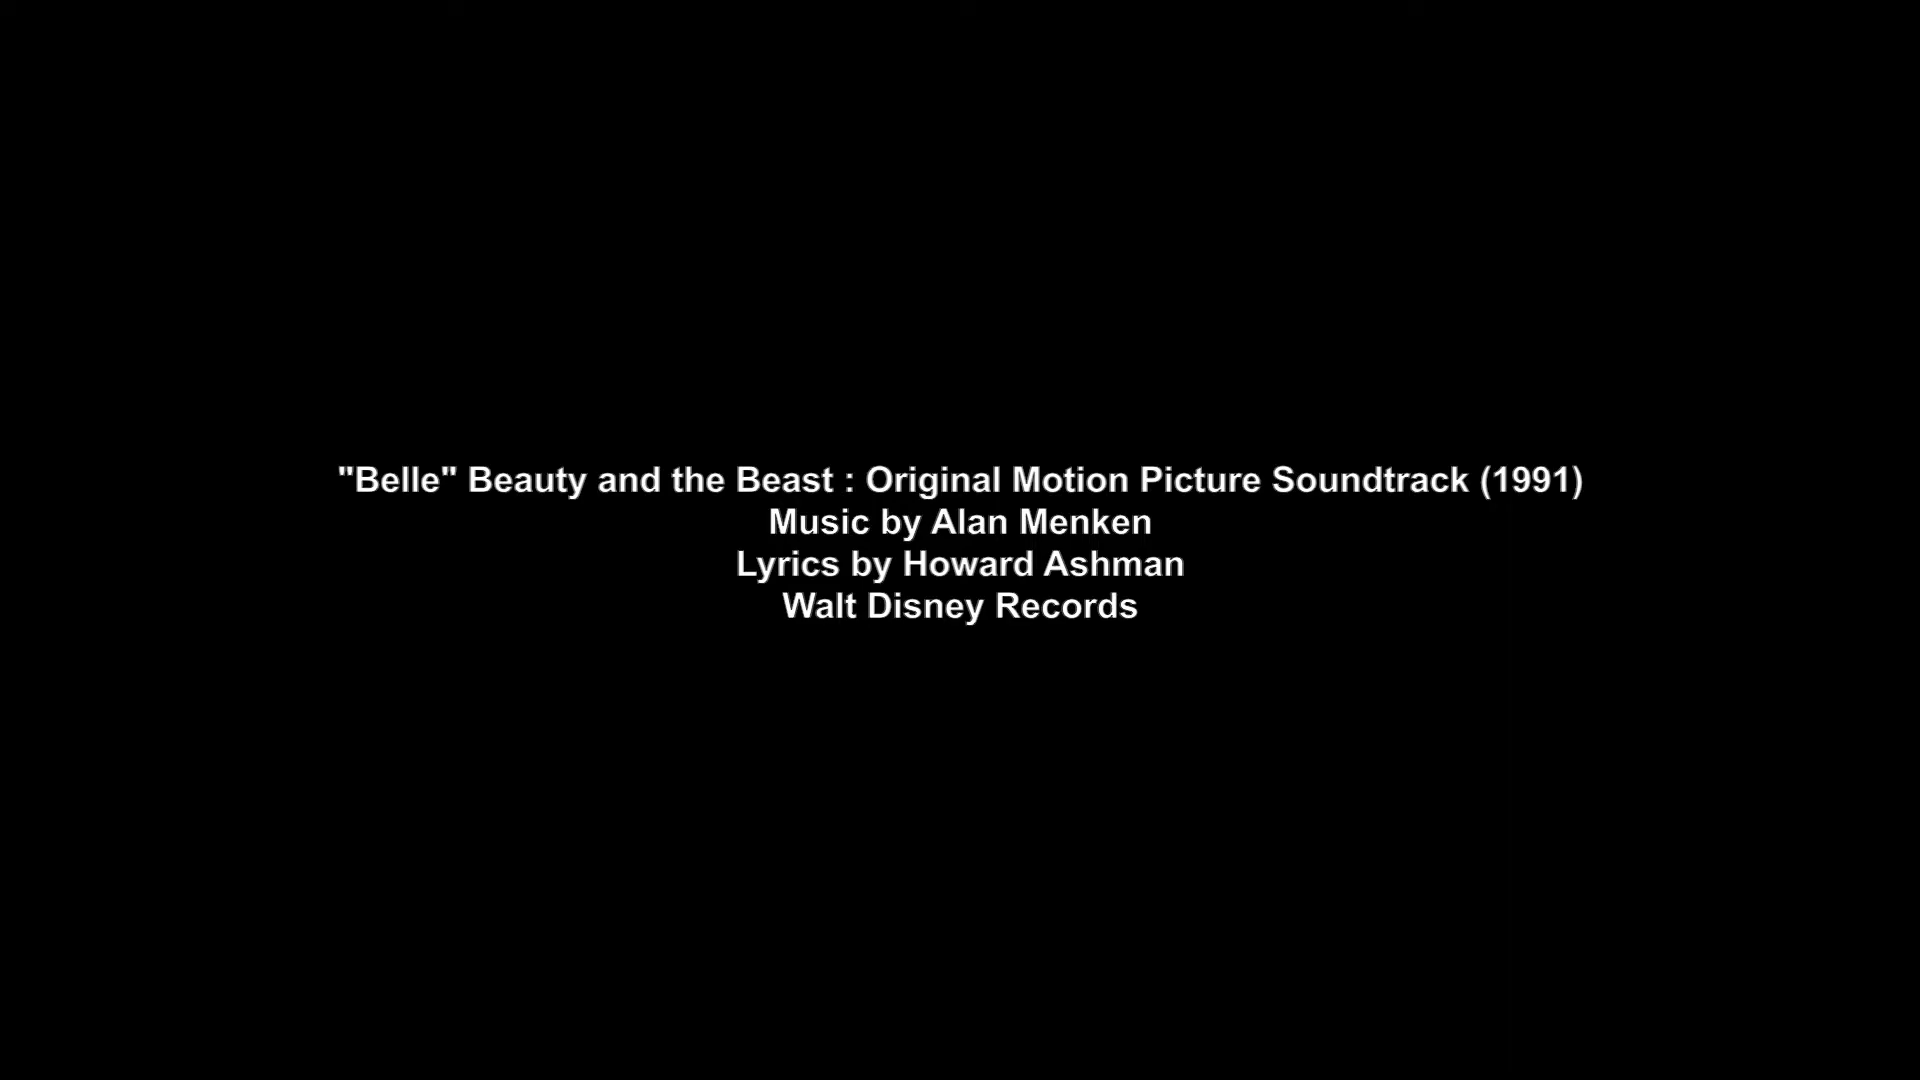 "Belle" Beauty and the Beast : Original Motion Picture Soundtrack (1991)
Music by Alan Menken
Lyrics by Howard Ashman
Walt Disney Records